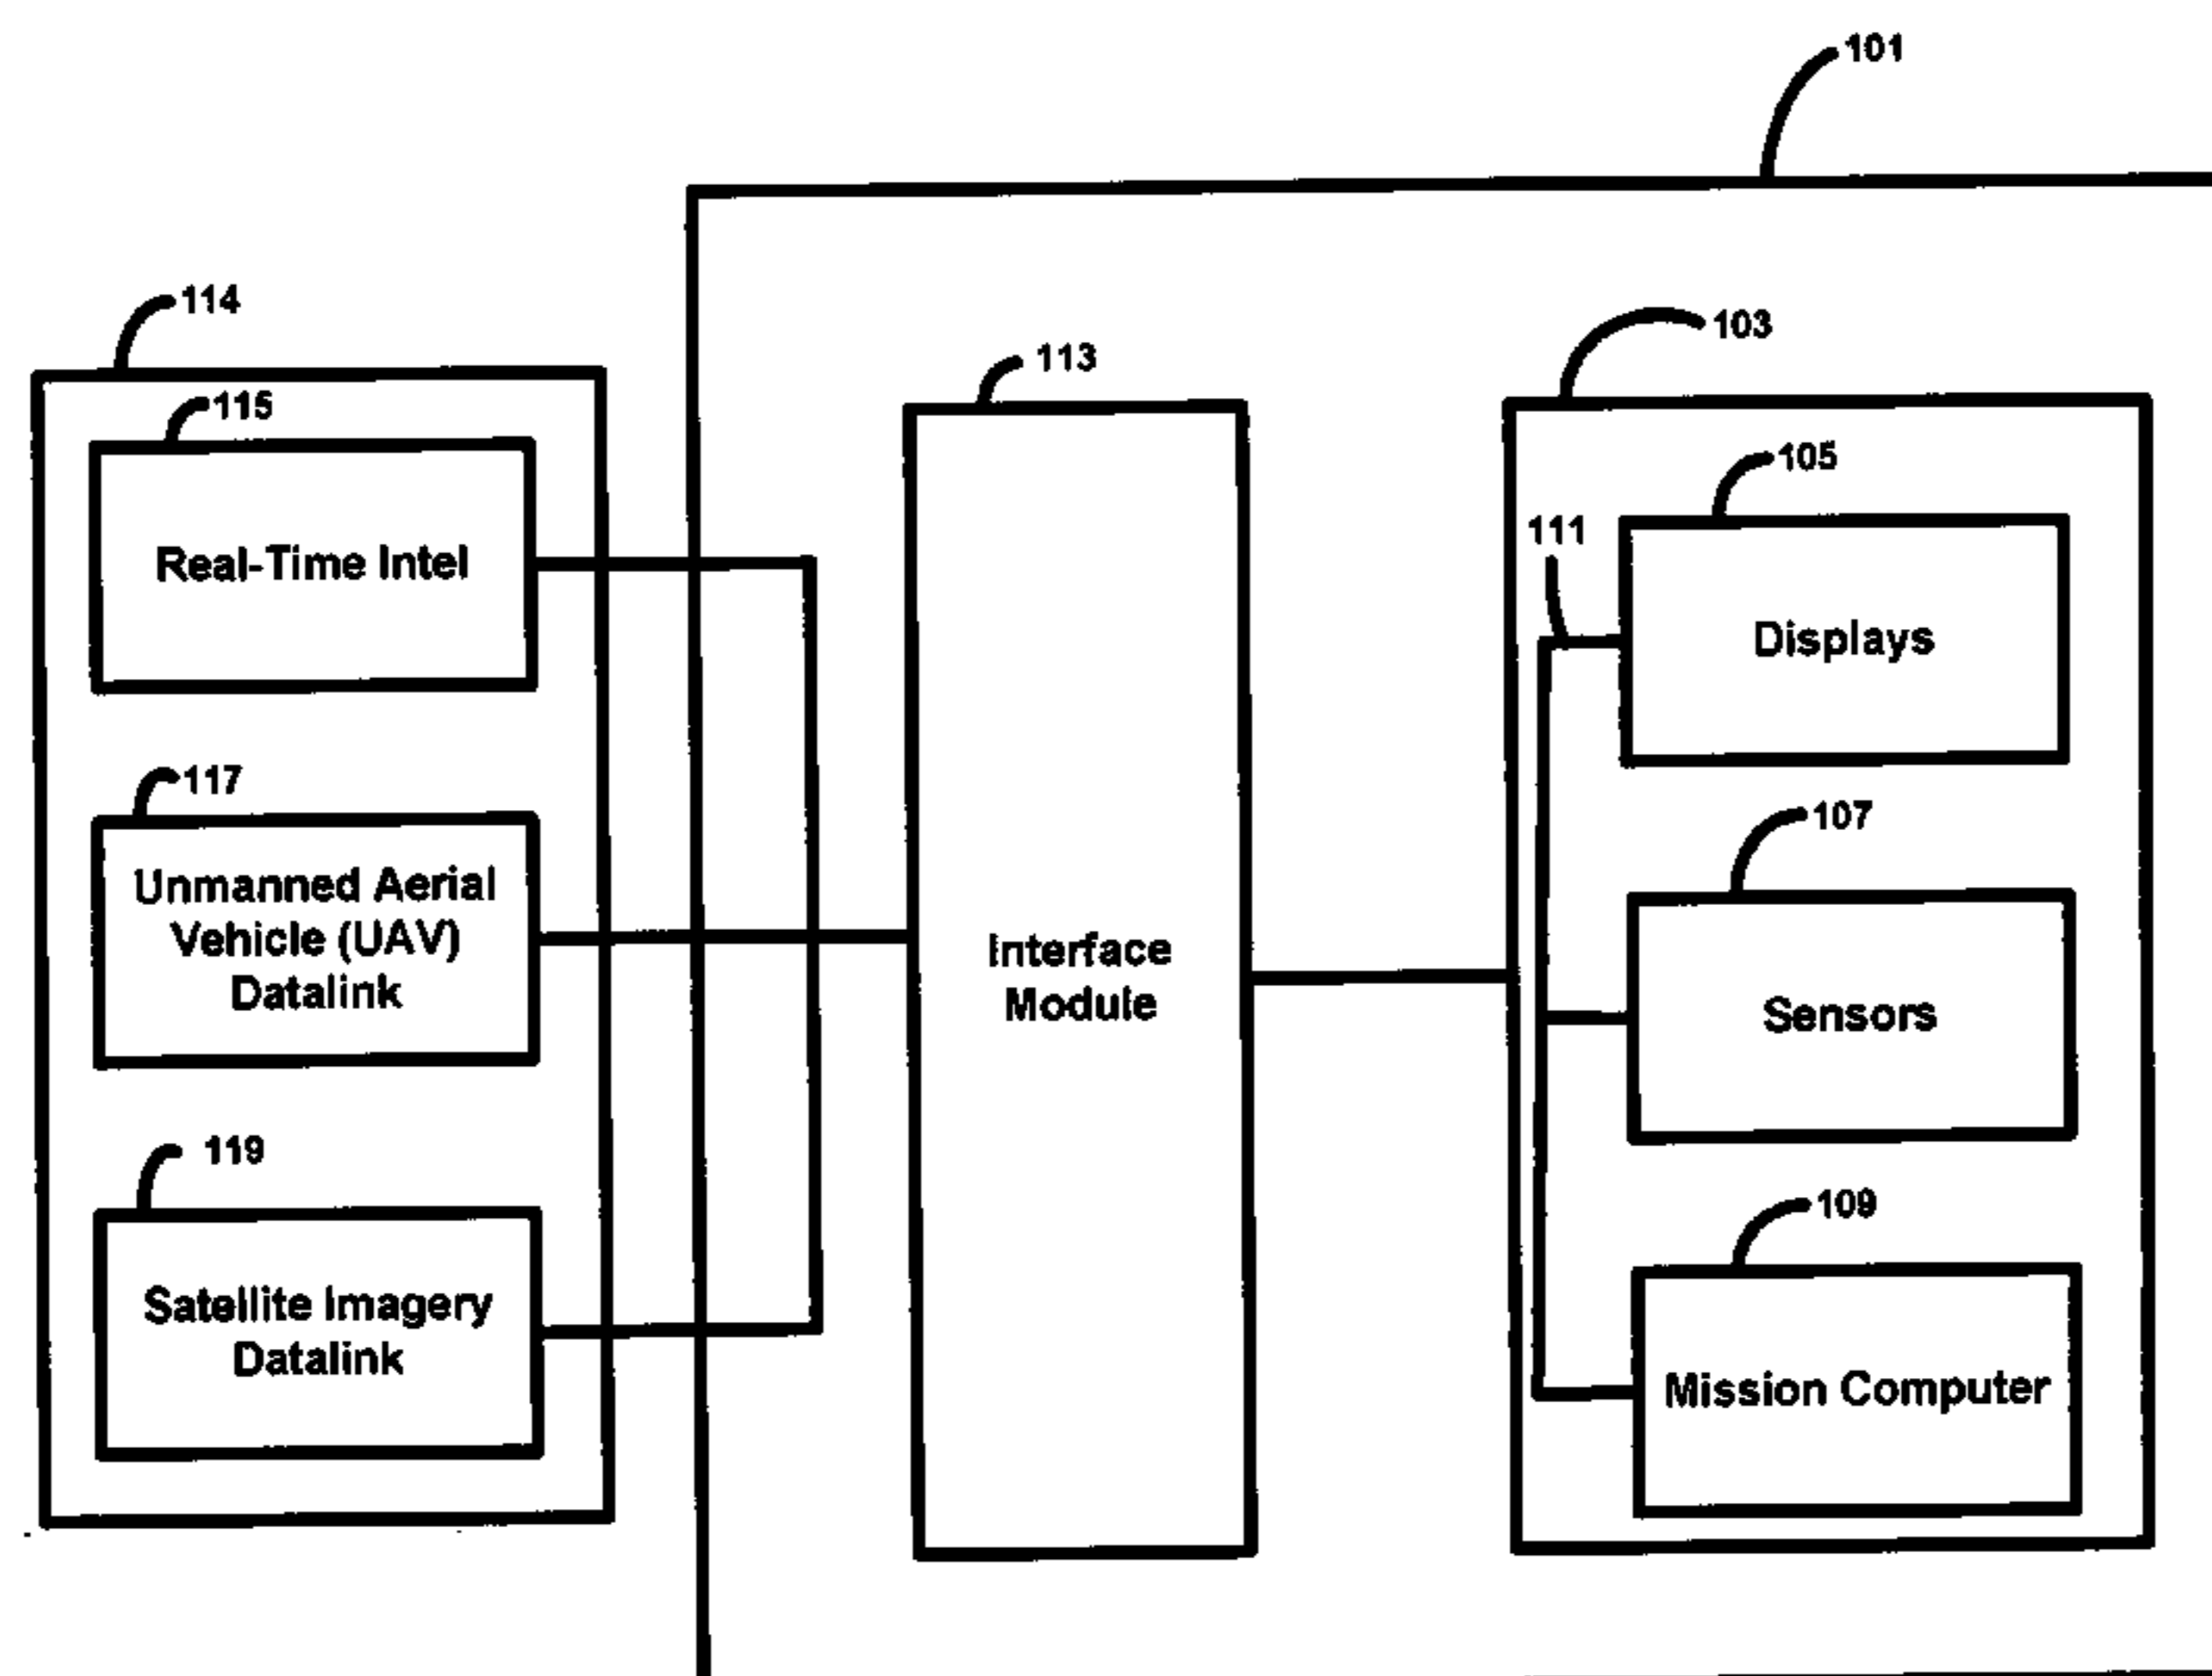 101
114
103
113
115
105
Real-Time Intel
111
Displays
117
107
Unmanned Aerial
Vehicle (UAV)
Datalink
Interface
Module
Sensors
119
109
Satellite Imagery
Datalink
Mission Computer